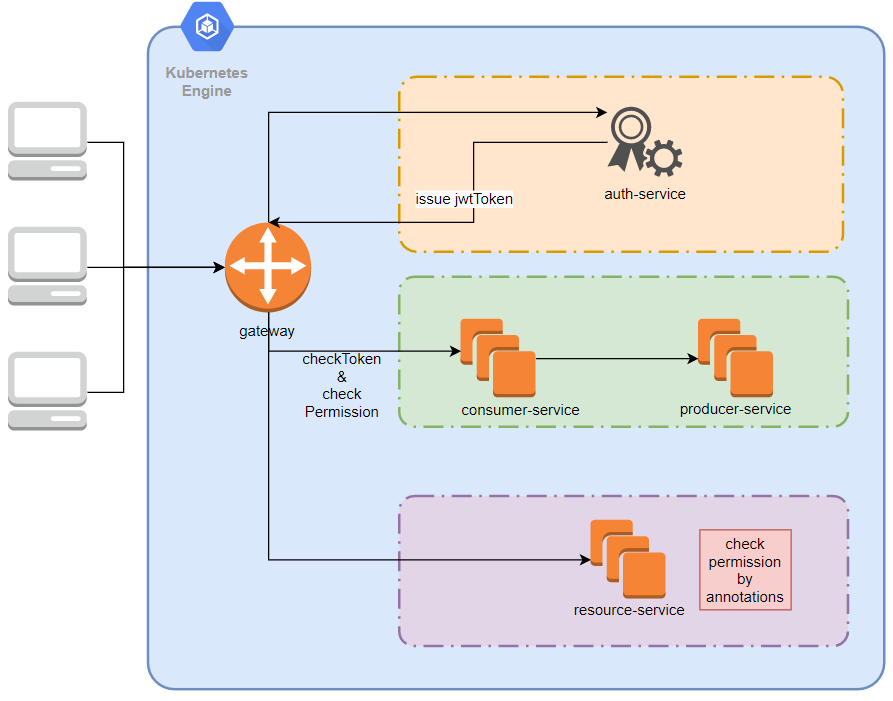 Kubernetes
Engine
issue jwtToken
auth-service
gateway
checkToken
&
check
Permission
consumer-service
producer-service
check
permission
by
annotations
resource-service